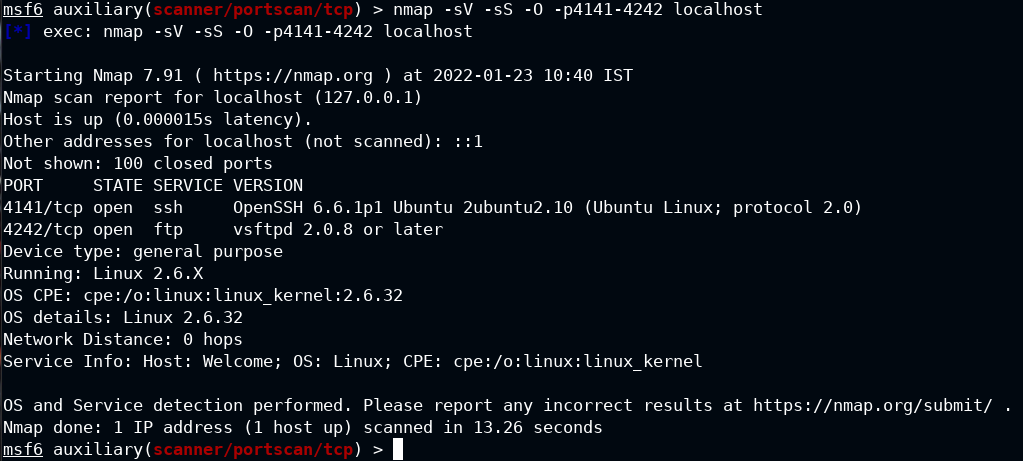 msf6 auxiliary(scanner/portscan/tcp) > nmap -sV -sS -O -p4141-4242 localhost
[*] exec: nmap -sV -sS -O -p4141-4242 localhost
Starting Nmap 7.91 ( https://nmap.org ) at 2022-01-23 10:40 IST
Nmap scan report for localhost (127.0.0.1)
Host is up (0.000015s latency).
Other addresses for localhost (not scanned): ::1
Not shown: 100 closed ports
PORT     STATE SERVICE VERSION
4141/tcp open  ssh     OpenSSH 6.6.1p1 Ubuntu 2ubuntu2.10 (Ubuntu Linux; protocol 2.0)
4242/tcp open  ftp     vsftpd 2.0.8 or later
Device type: general purpose
Running: Linux 2.6.X
OS CPE: cpe:/o:linux:linux_kernel:2.6.32
OS details: Linux 2.6.32
Network Distance: 0 hops
Service Info: Host: Welcome; OS: Linux; CPE: cpe:/o:linux:linux_kernel
OS and Service detection performed. Please report any incorrect results at https://nmap.org/submit/ .
Nmap done: 1 IP address (1 host up) scanned in 13.26 seconds
msf6 auxiliary(scanner/portscan/tcp) >